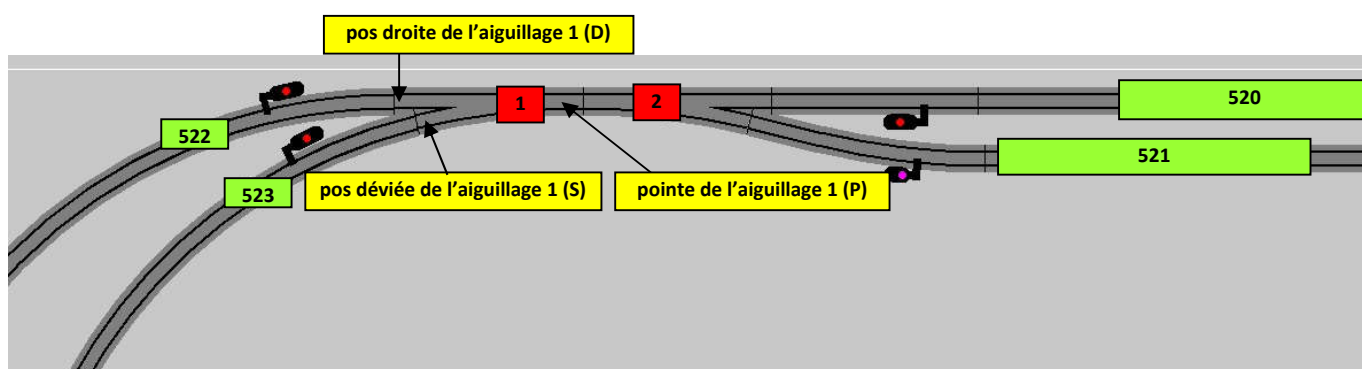 pos droite de l’aiguillage 1 (D)
1
2
520
522
521
523
pos déviée de l’aiguillage 1 (S)
pointe de l’aiguillage 1 (P)